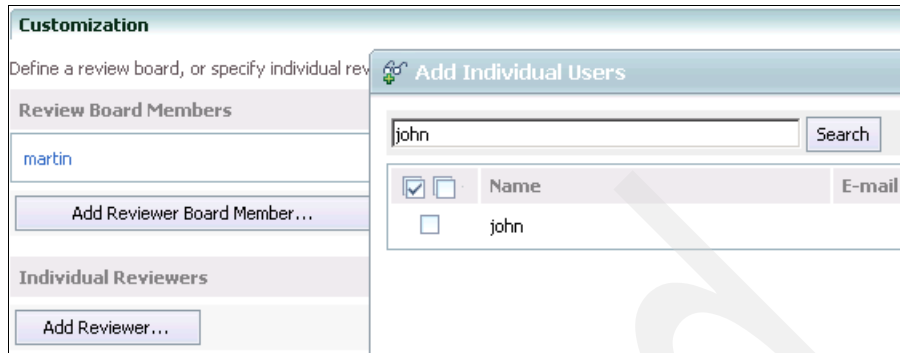 Customization
Define a review board, or specify individual rev
Review Board Members
martin
Add Reviewer Board Member...
Individual Reviewers
Add Reviewer...
Add Individual Users
john
Search
Name E-mail
john